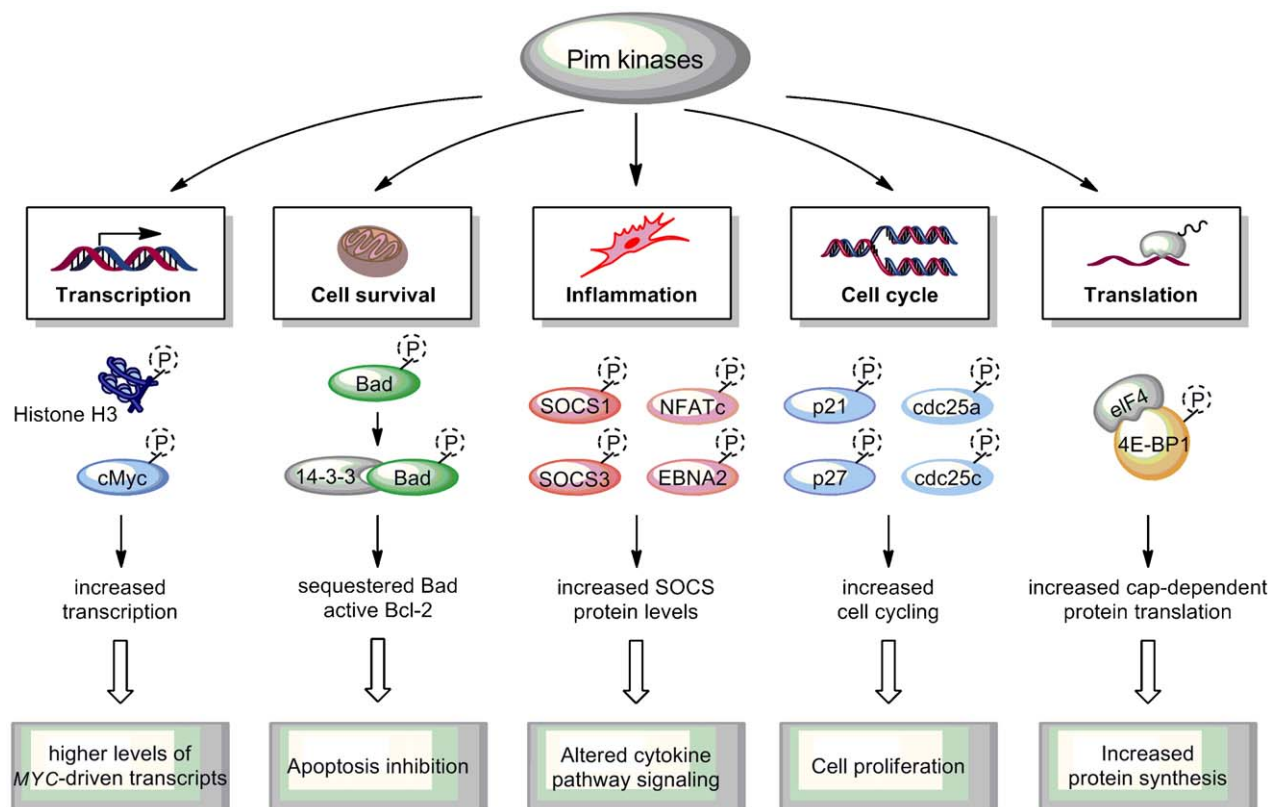 Pim kinases
Transcription
Cell survival
Inflammation
Cell cycle
Translation
P
Histone H3
P
cMyc
increased
transcription
higher levels of
MYC-driven transcripts
P
Bad
P
14-3-3
Bad
sequestered Bad
active Bcl-2
Apoptosis inhibition
P
SOCS1
P
NFATc
P
SOCS3
P
EBNA2
increased SOCS
protein levels
Altered cytokine
pathway signaling
P
p21
P
cdc25a
P
p27
P
cdc25c
increased
cell cycling
Cell proliferation
eIF4
P
4E-BP1
increased cap-dependent
protein translation
Increased
protein synthesis